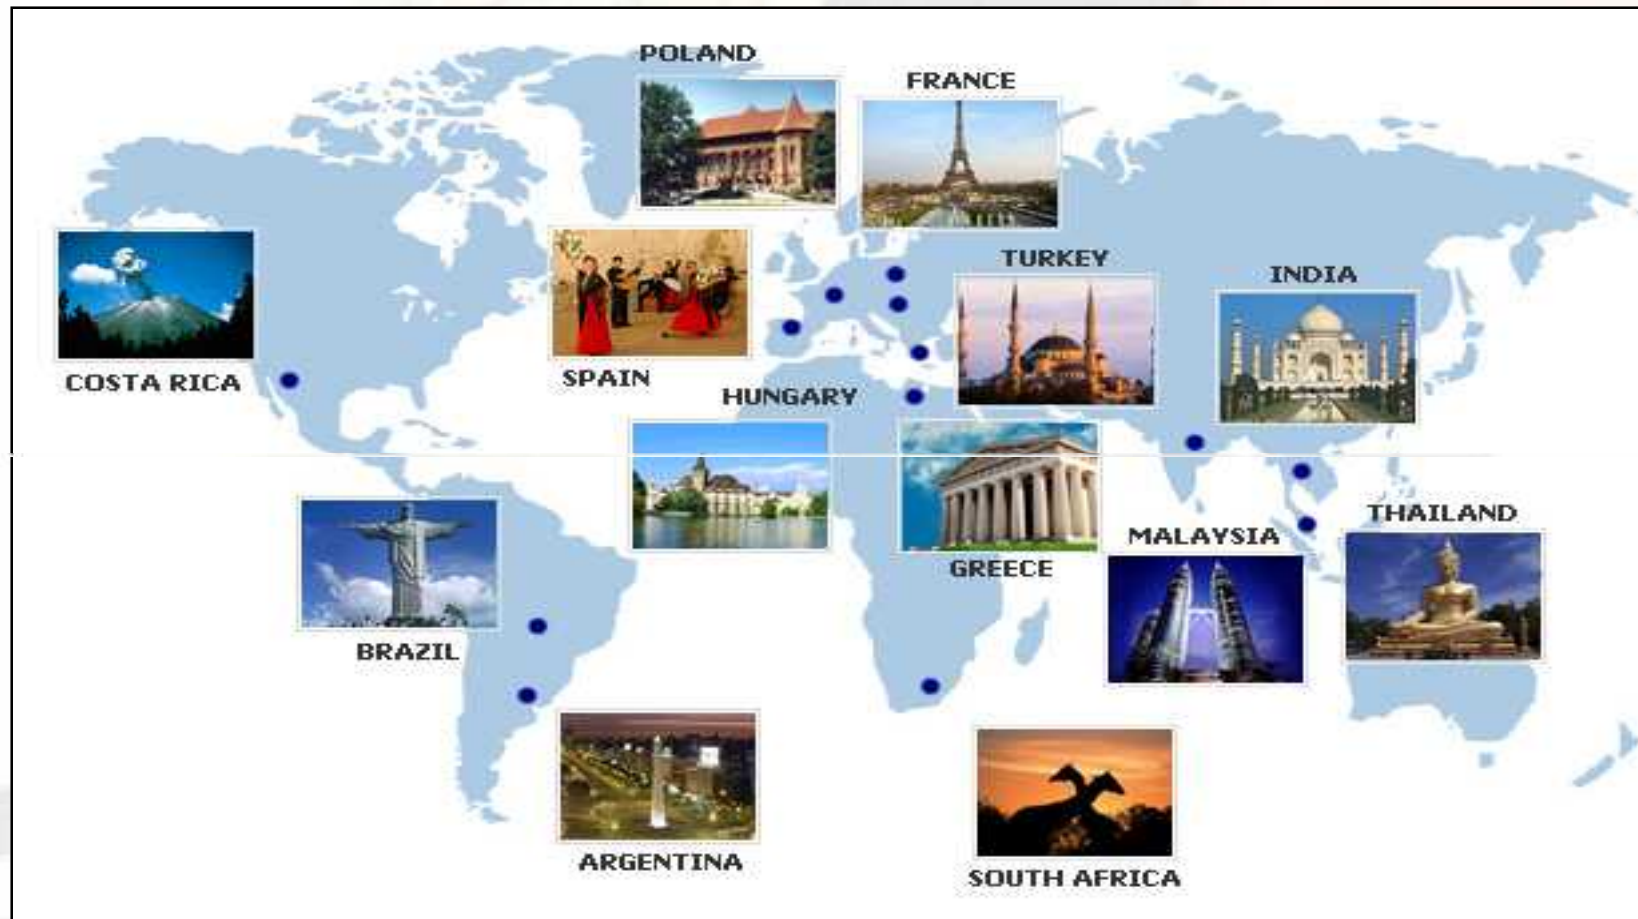 POLAND
FRANCE
TURKEY
INDIA
COSTA RICA
SPAIN
HUNGARY
THAILAND
MALAYSIA
GREECE
BRAZIL
ARGENTINA
SOUTH AFRICA